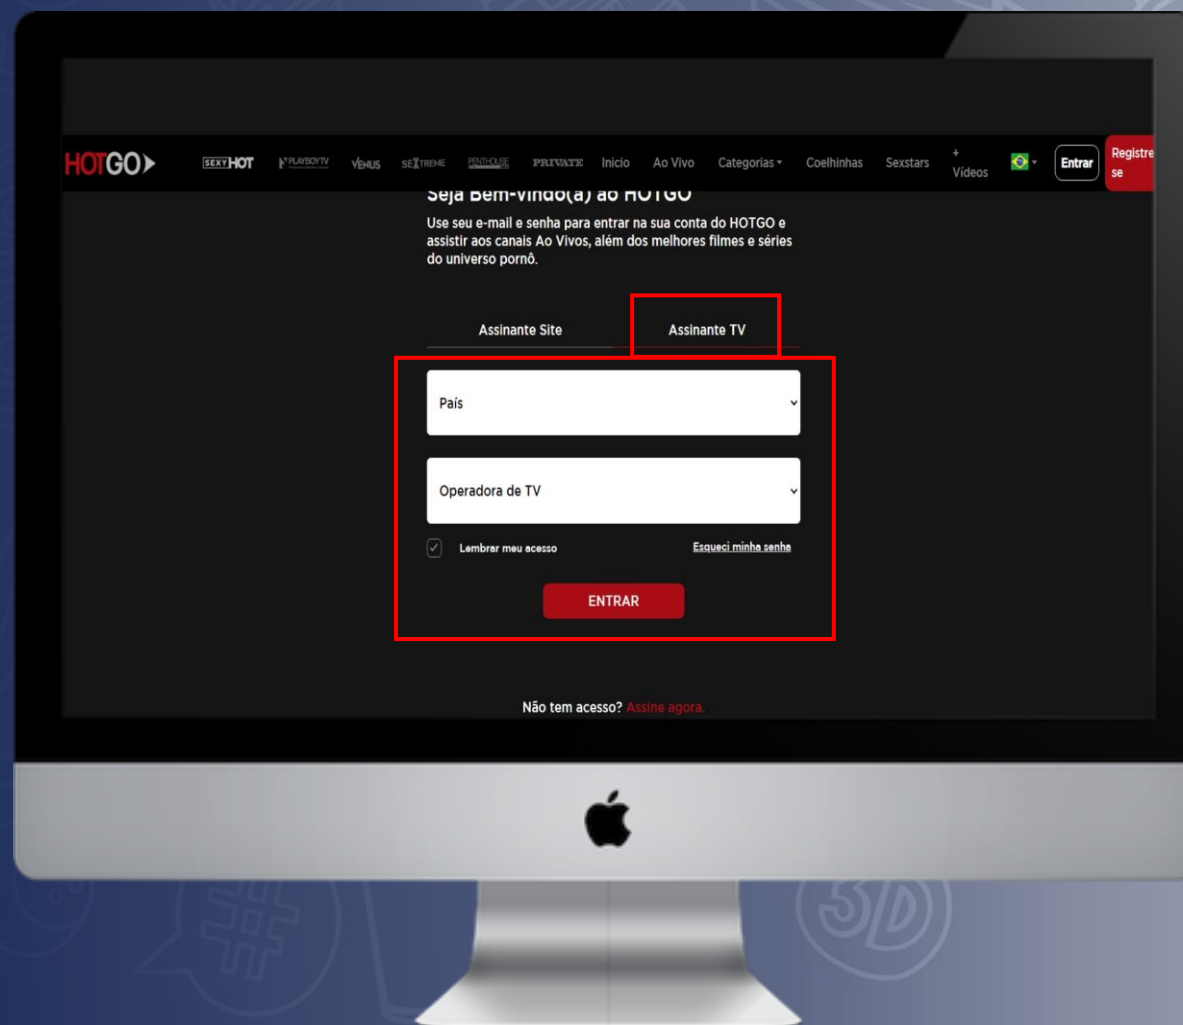 HOTGO
SEXYHOT
PLAYBOYTV
VENUS
SEXTREME
PENTHOUSE
PRIVATE
Início
Ao Vivo
Categorias
Coelhinhas
Sexstars
+
Vídeos
Entrar
Registre
se
Seja Bem-vindo(a) ao HOTGO
Use seu e-mail e senha para entrar na sua conta do HOTGO e
assistir aos canais Ao Vivos, além dos melhores filmes e séries
do universo pornô.
Assinante Site
Assinante TV
País
Operadora de TV
Lembrar meu acesso
Esqueci minha senha
ENTRAR
Não tem acesso? Assine agora.
#
3D